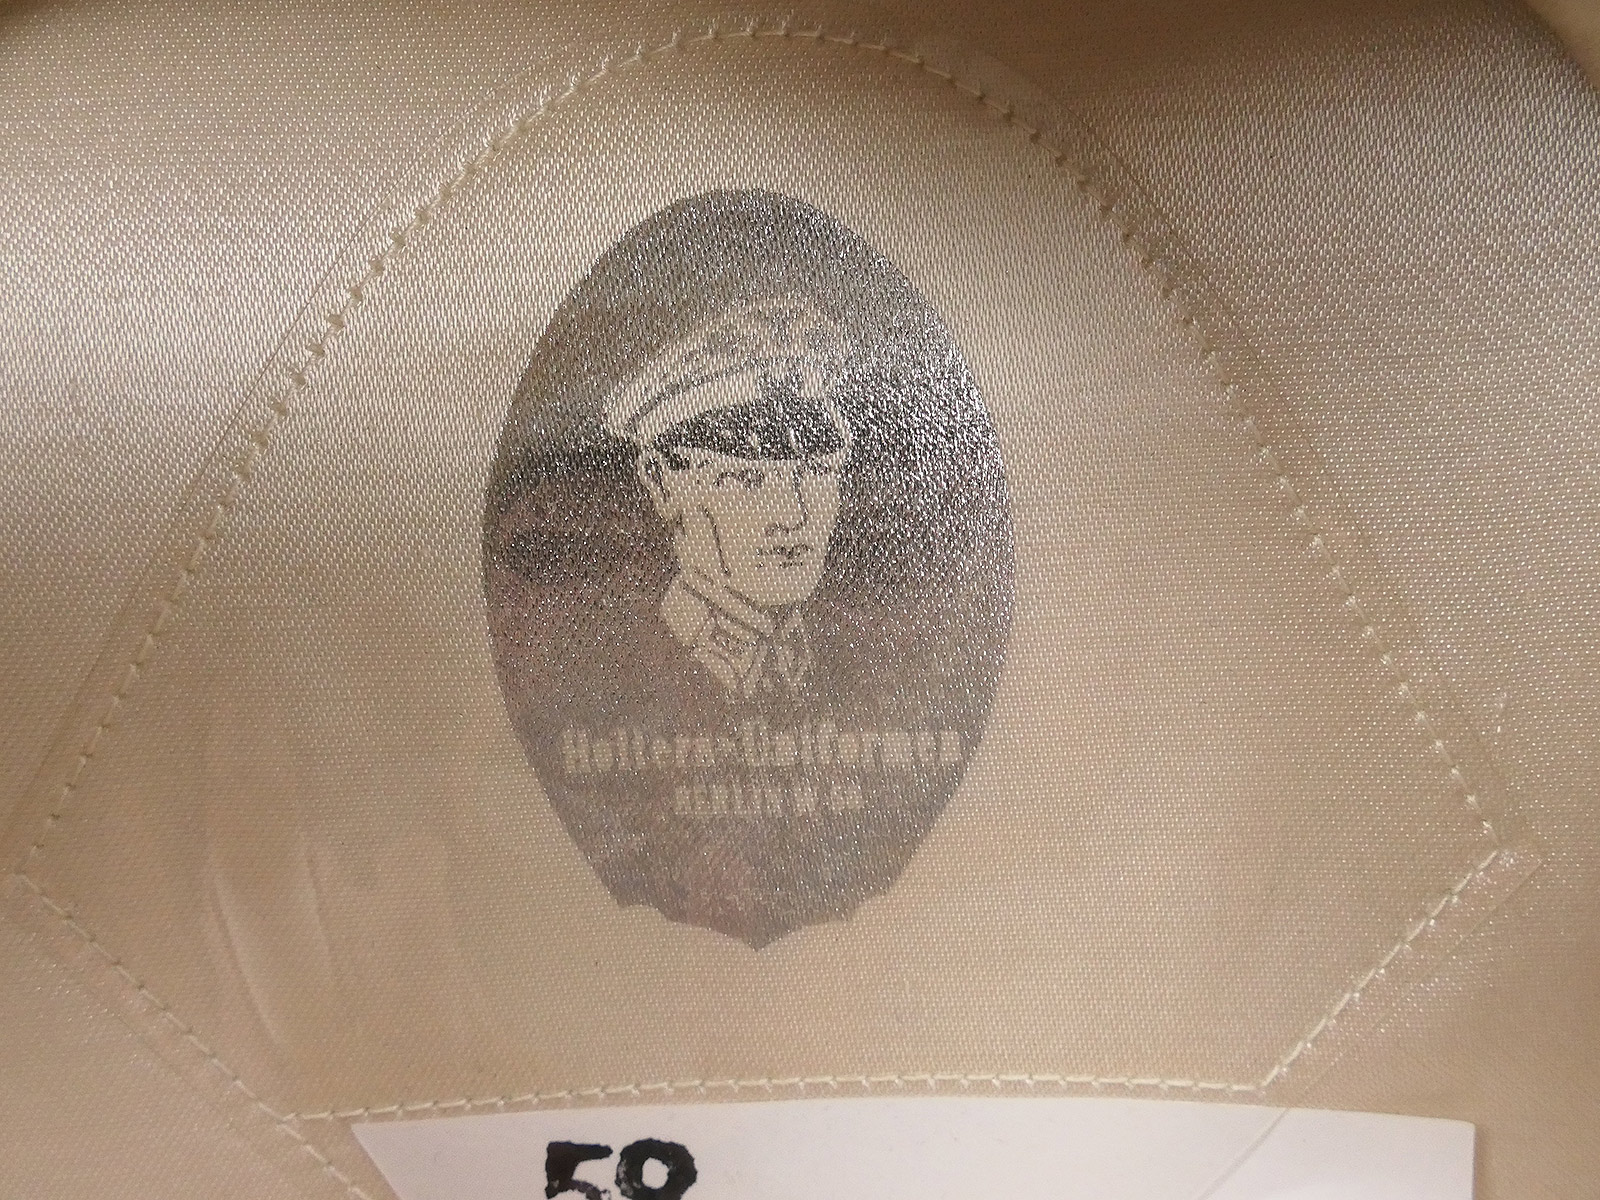 Holters-Uniformen
BERLIN W
58